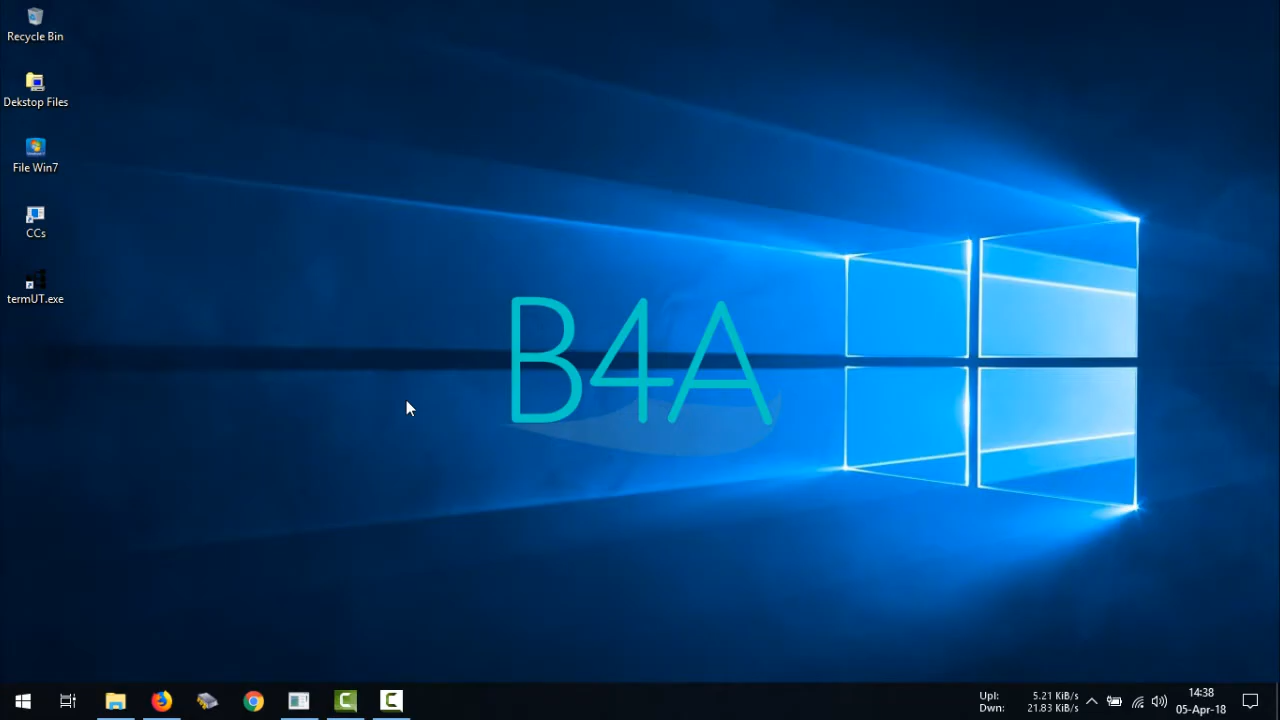 Recycle Bin
Dekstop Files
File Win7
CCs
termUT.exe
B4A
Upl: 5.21 KiB/s
Dwn: 21.83 KiB/s
14:38
05-Apr-18